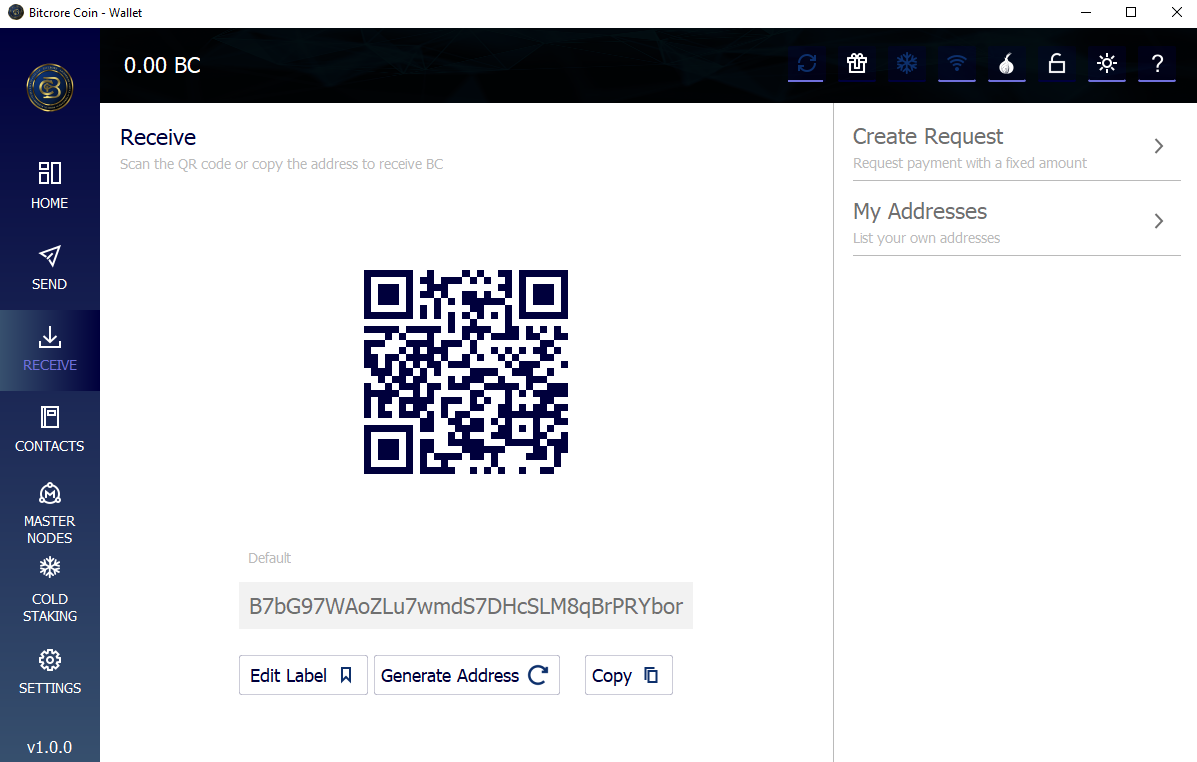 Bitcrore Coin - Wallet
0.00 BC
HOME
SEND
RECEIVE
CONTACTS
MASTER
NODES
COLD
STAKING
SETTINGS
v1.0.0
Receive
Scan the QR code or copy the address to receive BC
Default
B7bG97WAoZLu7wmdS7DHcSLM8qBrPRYbor
Edit Label
Generate Address
Copy
Create Request
Request payment with a fixed amount
My Addresses
List your own addresses